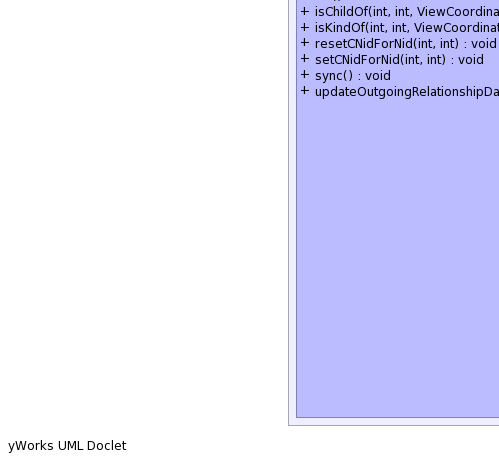 + isChildOf(int, int, ViewCoordina
+ isKindOf(int, int, ViewCoordinat
+ resetCNidForNid(int, int) : void
+ setCNidForNid(int, int) : void
+ sync() : void
+ updateOutgoingRelationshipDa
yWorks UML Doclet